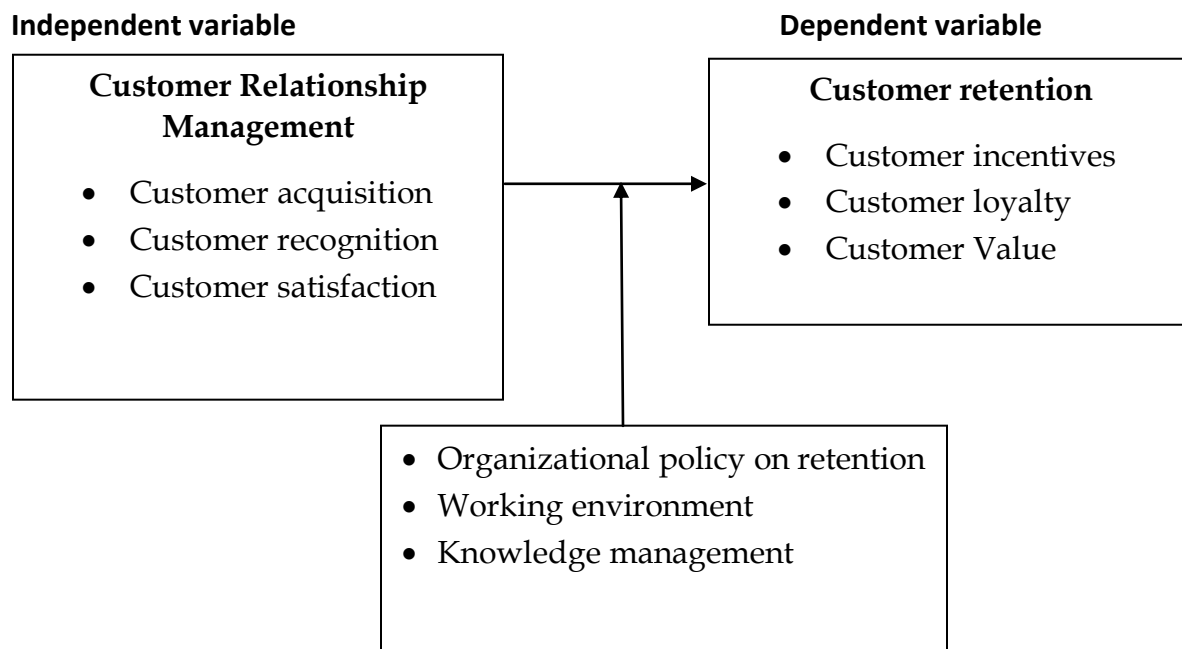 Independent variable
Dependent variable
Customer Relationship
Management
• Customer acquisition
• Customer recognition
• Customer satisfaction
Customer retention
• Customer incentives
• Customer loyalty
• Customer Value
• Organizational policy on retention
• Working environment
• Knowledge management